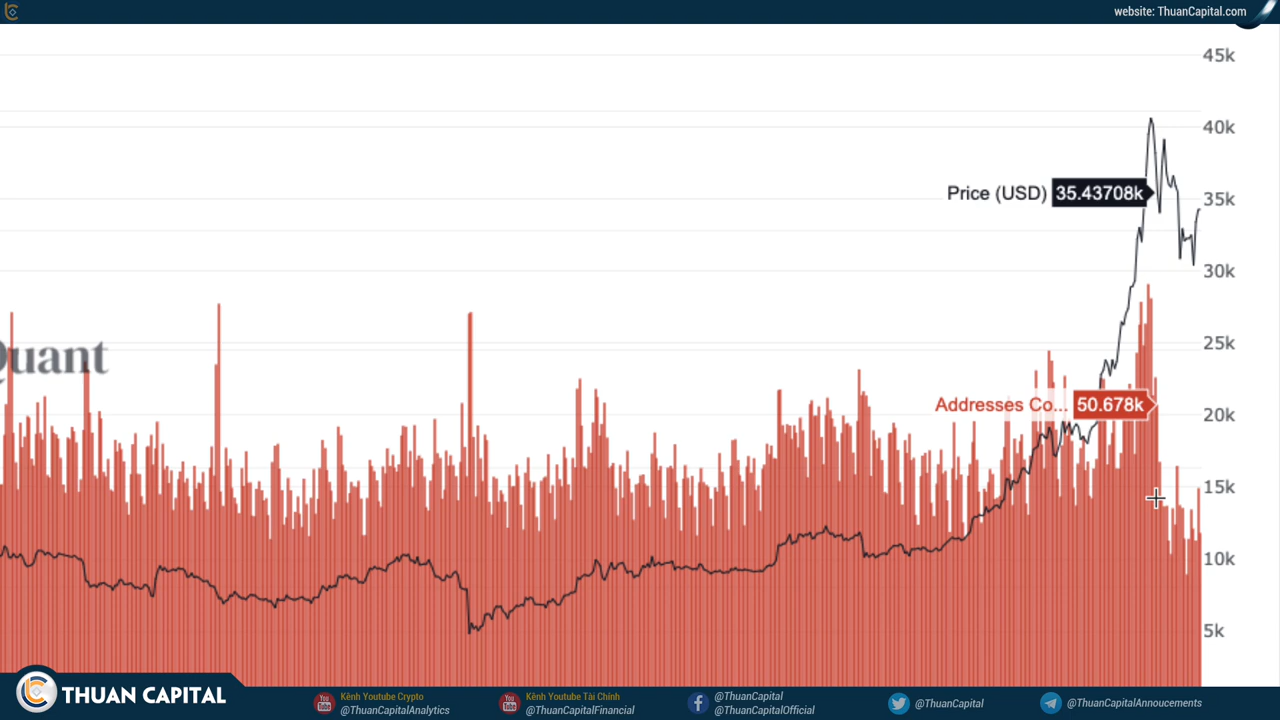 website: ThuanCapital.com
45k
40k
Price (USD) 35.43708k
35k
30k
25k
Quant
Addresses Co... 50.678k
20k
15k
10k
5k
THUAN CAPITAL
Kênh Youtube Crypto
@ThuanCapitalAnalytics
Kênh Youtube Tài Chính
@ThuanCapitalFinancial
@ThuanCapital
@ThuanCapitalOfficial
@ThuanCapital
@ThuanCapitalAnnoucements